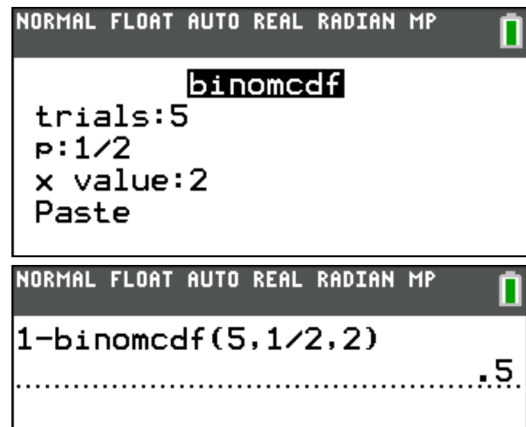 NORMAL FLOAT AUTO REAL RADIAN MP
binomcdf
trials:5
p:1/2
x value:2
Paste
NORMAL FLOAT AUTO REAL RADIAN MP
1-binomcdf(5,1/2,2)
.5